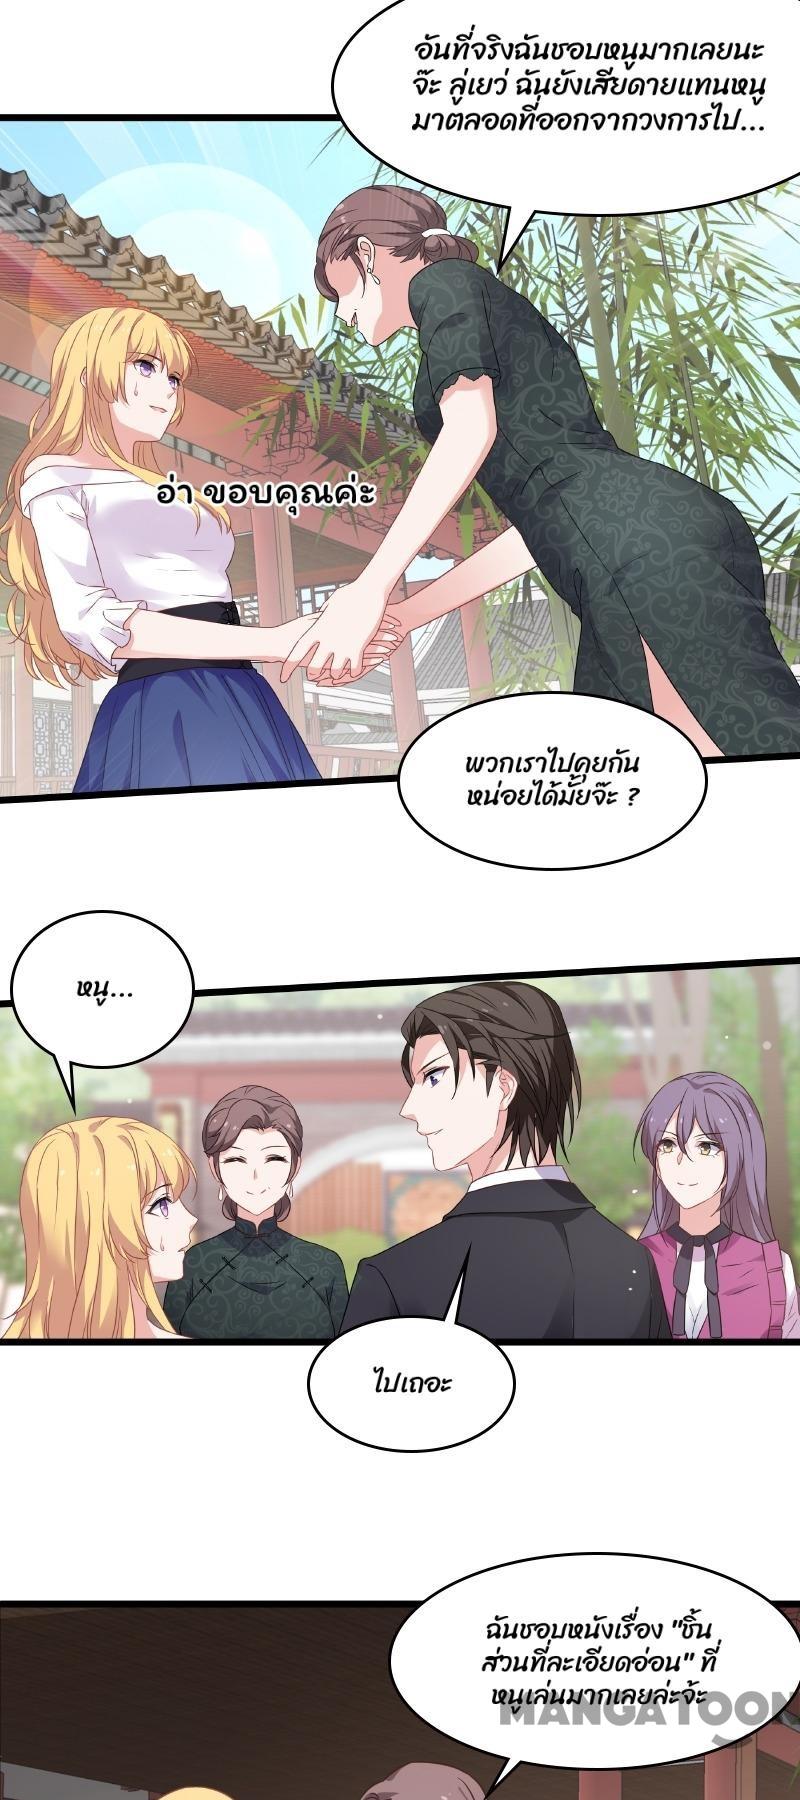 อันที่จริงฉันชอบหนูมากเลยนะ
จ๊ะ ลู่เยว่ ฉันยังเสียดายแทนหนู
มาตลอดที่ออกจากวงการไป...
อ่า ขอบคุณค่ะ
พวกเราไปคุยกัน
หน่อยได้มั้ยจ๊ะ ?
หนู...
ไปเถอะ
ฉันชอบหนังเรื่อง "ชิ้น
ส่วนที่ละเอียดอ่อน" ที่
หนูเล่นมากเลยล่ะจ้ะ
MANGATOON